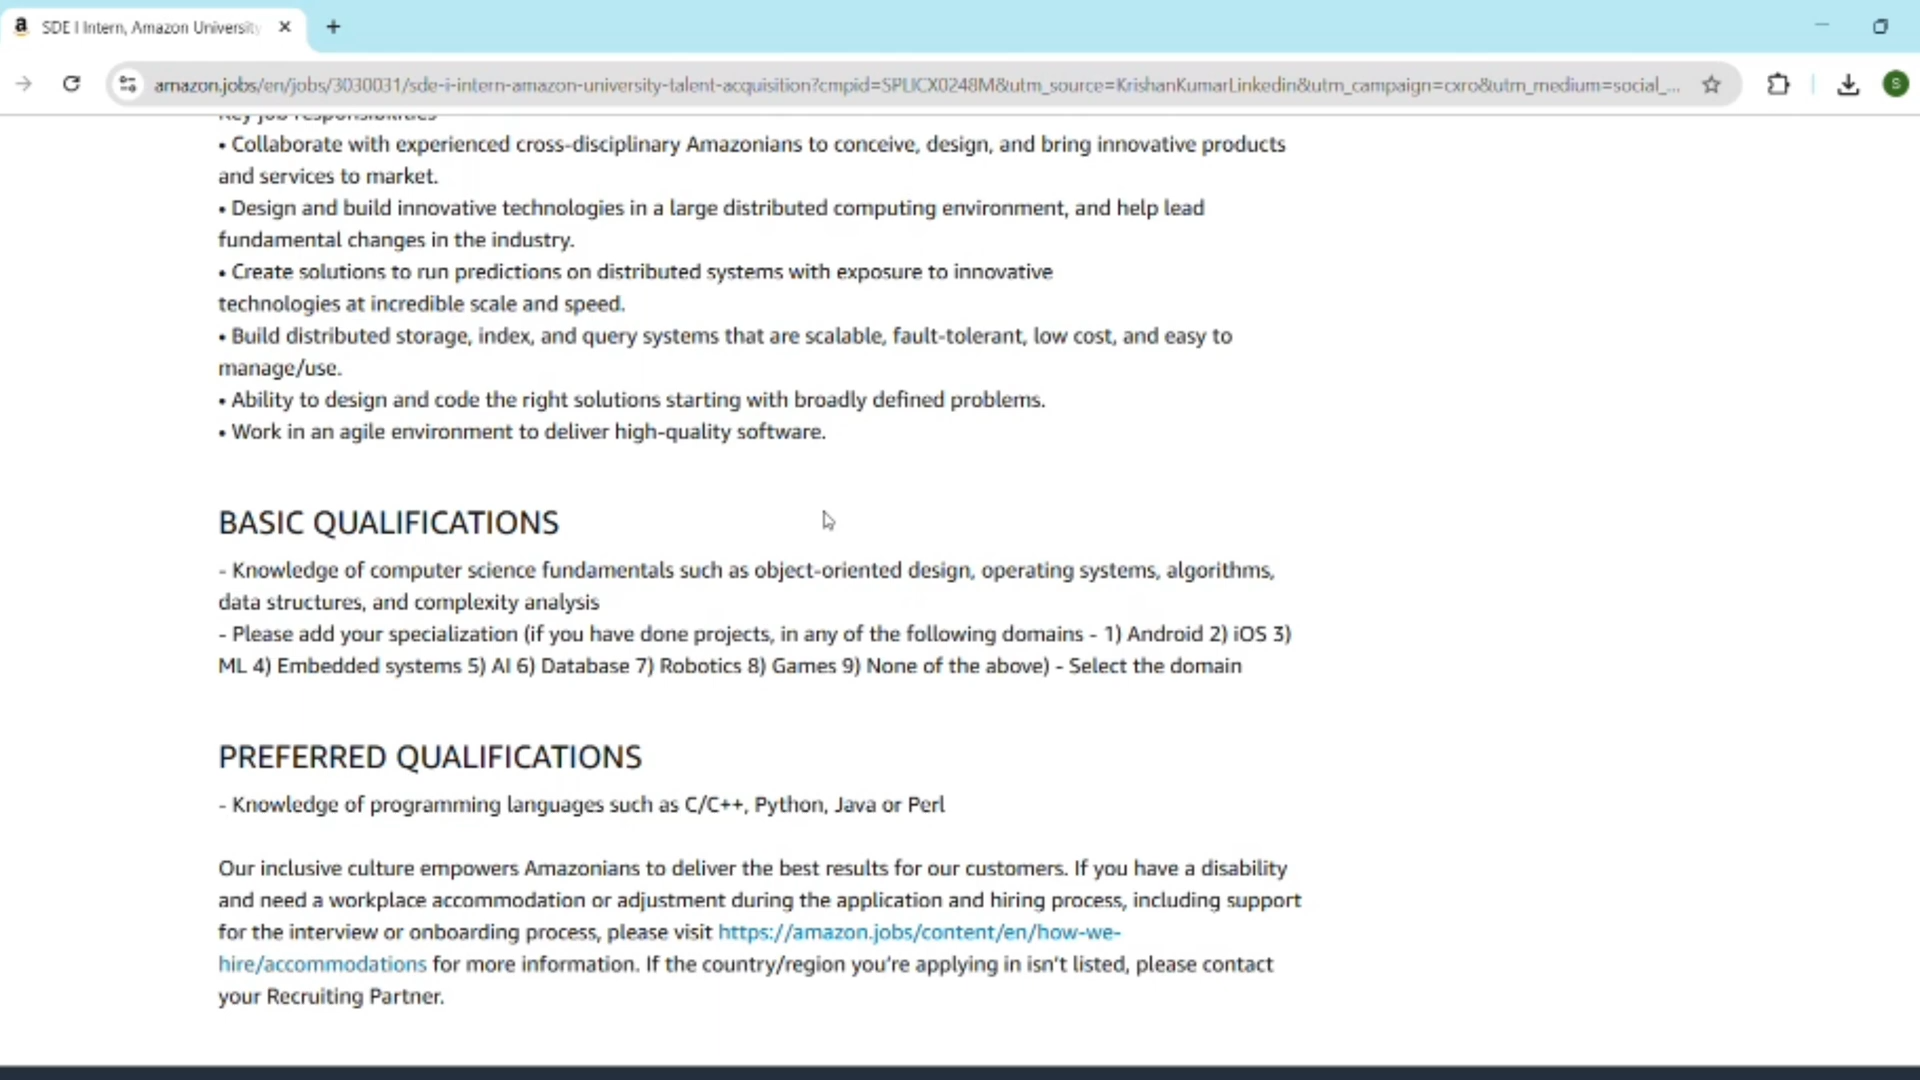 SDE I Intern, Amazon University
amazon.jobs/en/jobs/3030031/sde-i-intern-amazon-university-talent-acquisition?cmpid=SPLICX0248M&utm_source=KrishanKumarLinkedin&utm_campaign=cxro&utm_medium=social_...
S
Key job responsibilities
• Collaborate with experienced cross-disciplinary Amazonians to conceive, design, and bring innovative products
and services to market.
• Design and build innovative technologies in a large distributed computing environment, and help lead
fundamental changes in the industry.
• Create solutions to run predictions on distributed systems with exposure to innovative
technologies at incredible scale and speed.
• Build distributed storage, index, and query systems that are scalable, fault-tolerant, low cost, and easy to
manage/use.
• Ability to design and code the right solutions starting with broadly defined problems.
• Work in an agile environment to deliver high-quality software.
BASIC QUALIFICATIONS
- Knowledge of computer science fundamentals such as object-oriented design, operating systems, algorithms,
data structures, and complexity analysis
- Please add your specialization (if you have done projects, in any of the following domains - 1) Android 2) iOS 3)
ML 4) Embedded systems 5) AI 6) Database 7) Robotics 8) Games 9) None of the above) - Select the domain
PREFERRED QUALIFICATIONS
- Knowledge of programming languages such as C/C++, Python, Java or Perl
Our inclusive culture empowers Amazonians to deliver the best results for our customers. If you have a disability
and need a workplace accommodation or adjustment during the application and hiring process, including support
for the interview or onboarding process, please visit https://amazon.jobs/content/en/how-we-
hire/accommodations for more information. If the country/region you're applying in isn't listed, please contact
your Recruiting Partner.